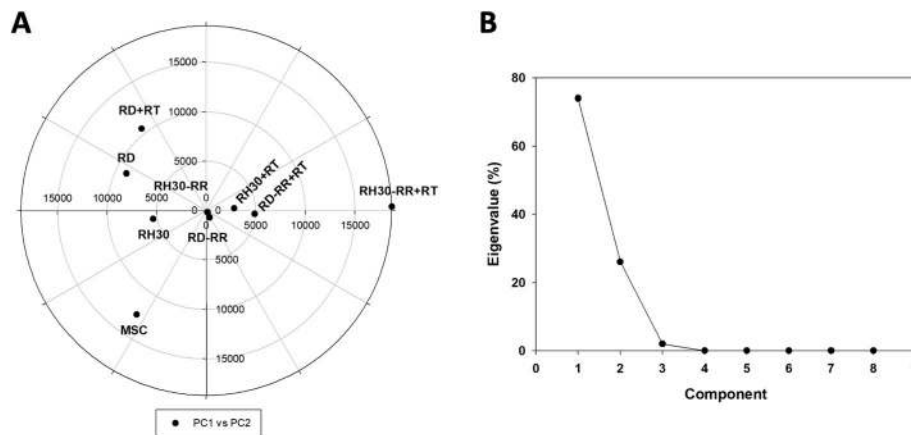 A
15000
RD+RT
10000
RD
5000
RH30-RR
RH30+RT
RD-RR+RT
RH30-RR+RT
15000
10000
5000
0
0
0
5000
10000
15000
RH30
RD-RR
5000
10000
MSC
15000
PC1 vs PC2
B
80
60
40
20
0
Eigenvalue (%)
0
1
2
3
4
5
6
7
8
Component